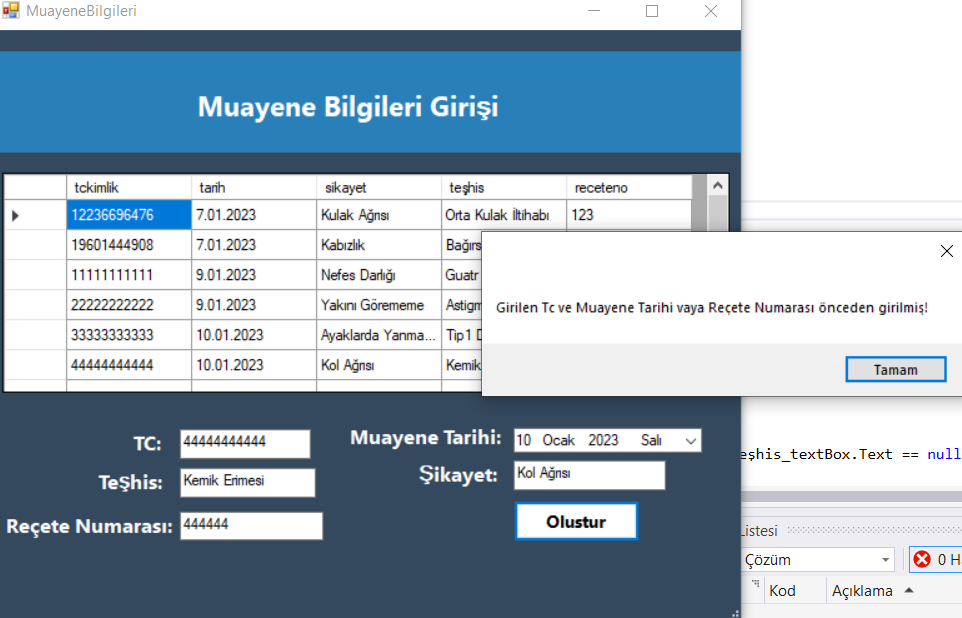 MuayeneBilgileri
Muayene Bilgileri Girişi
tckimlik tarih sikayet teşhis receteno
12236696476 7.01.2023 Kulak Ağrısı Orta Kulak İltihabı 123
19601444908 7.01.2023 Kabızlık Bağırs
11111111111 9.01.2023 Nefes Darlığı Guatr
22222222222 9.01.2023 Yakını Görememe Astigm
33333333333 10.01.2023 Ayaklarda Yanma... Tip1 D
44444444444 10.01.2023 Kol Ağrısı Kemik
Girilen Tc ve Muayene Tarihi vaya Reçete Numarası önceden girilmiş!
Tamam
TC: 44444444444 Muayene Tarihi: 10 Ocak 2023 Salı
Teşhis: Kemik Erimesi Şikayet: Kol Ağrısı
Reçete Numarası: 444444 Olustur
eşhis_textBox.Text == null
Listesi
Çözüm 0 H
Kod Açıklama